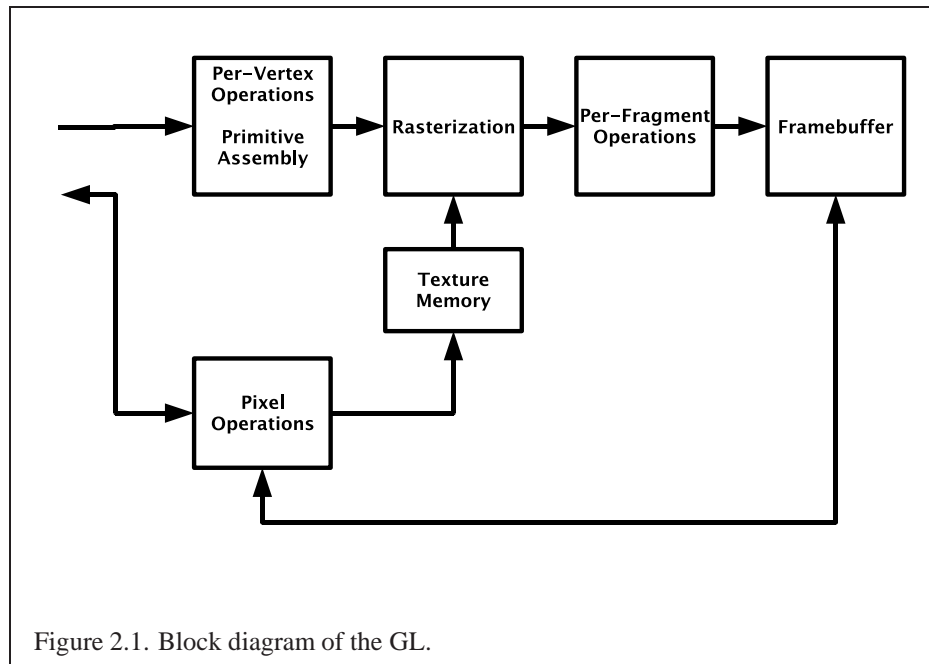 Per-Vertex
Operations
Primitive
Assembly
Rasterization
Per-Fragment
Operations
Framebuffer
Texture
Memory
Pixel
Operations
Figure 2.1. Block diagram of the GL.